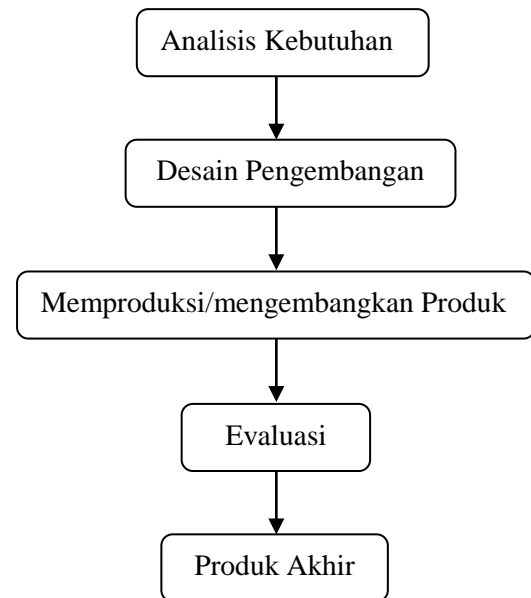 Analisis Kebutuhan
Desain Pengembangan
Memproduksi/mengembangkan Produk
Evaluasi
Produk Akhir